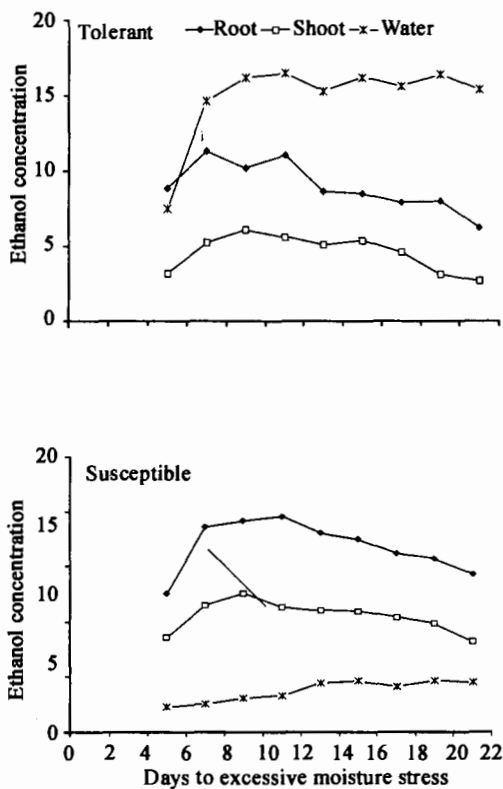 20
Tolerant Root Shoot Water
15
10
5
0
Ethanol concentration
20
Susceptible
15
10
5
0
Ethanol concentration
0 2 4 6 8 10 12 14 16 18 20 22
Days to excessive moisture stress